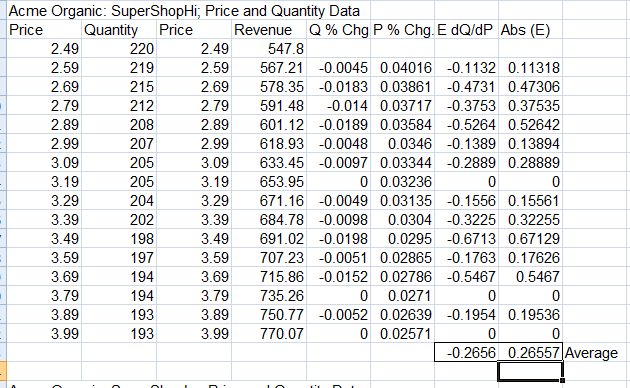 Acme Organic: SuperShopHi; Price and Quantity Data
Price Quantity Price Revenue Q % Chg P % Chg. E dQ/dP Abs (E)
2.49 220 2.49 547.8
2.59 219 2.59 567.21 -0.0045 0.04016 -0.1132 0.11318
2.69 215 2.69 578.35 -0.0183 0.03861 -0.4731 0.47306
2.79 212 2.79 591.48 -0.014 0.03717 -0.3753 0.37535
2.89 208 2.89 601.12 -0.0189 0.03584 -0.5264 0.52642
2.99 207 2.99 618.93 -0.0048 0.0346 -0.1389 0.13894
3.09 205 3.09 633.45 -0.0097 0.03344 -0.2889 0.28889
3.19 205 3.19 653.95 0 0.03236 0 0
3.29 204 3.29 671.16 -0.0049 0.03135 -0.1556 0.15561
3.39 202 3.39 684.78 -0.0098 0.0304 -0.3225 0.32255
3.49 198 3.49 691.02 -0.0198 0.0295 -0.6713 0.67129
3.59 197 3.59 707.23 -0.0051 0.02865 -0.1763 0.17626
3.69 194 3.69 715.86 -0.0152 0.02786 -0.5467 0.5467
3.79 194 3.79 735.26 0 0.0271 0 0
3.89 193 3.89 750.77 -0.0052 0.02639 -0.1954 0.19536
3.99 193 3.99 770.07 0 0.02571 0 0
-0.2656 0.26557 Average